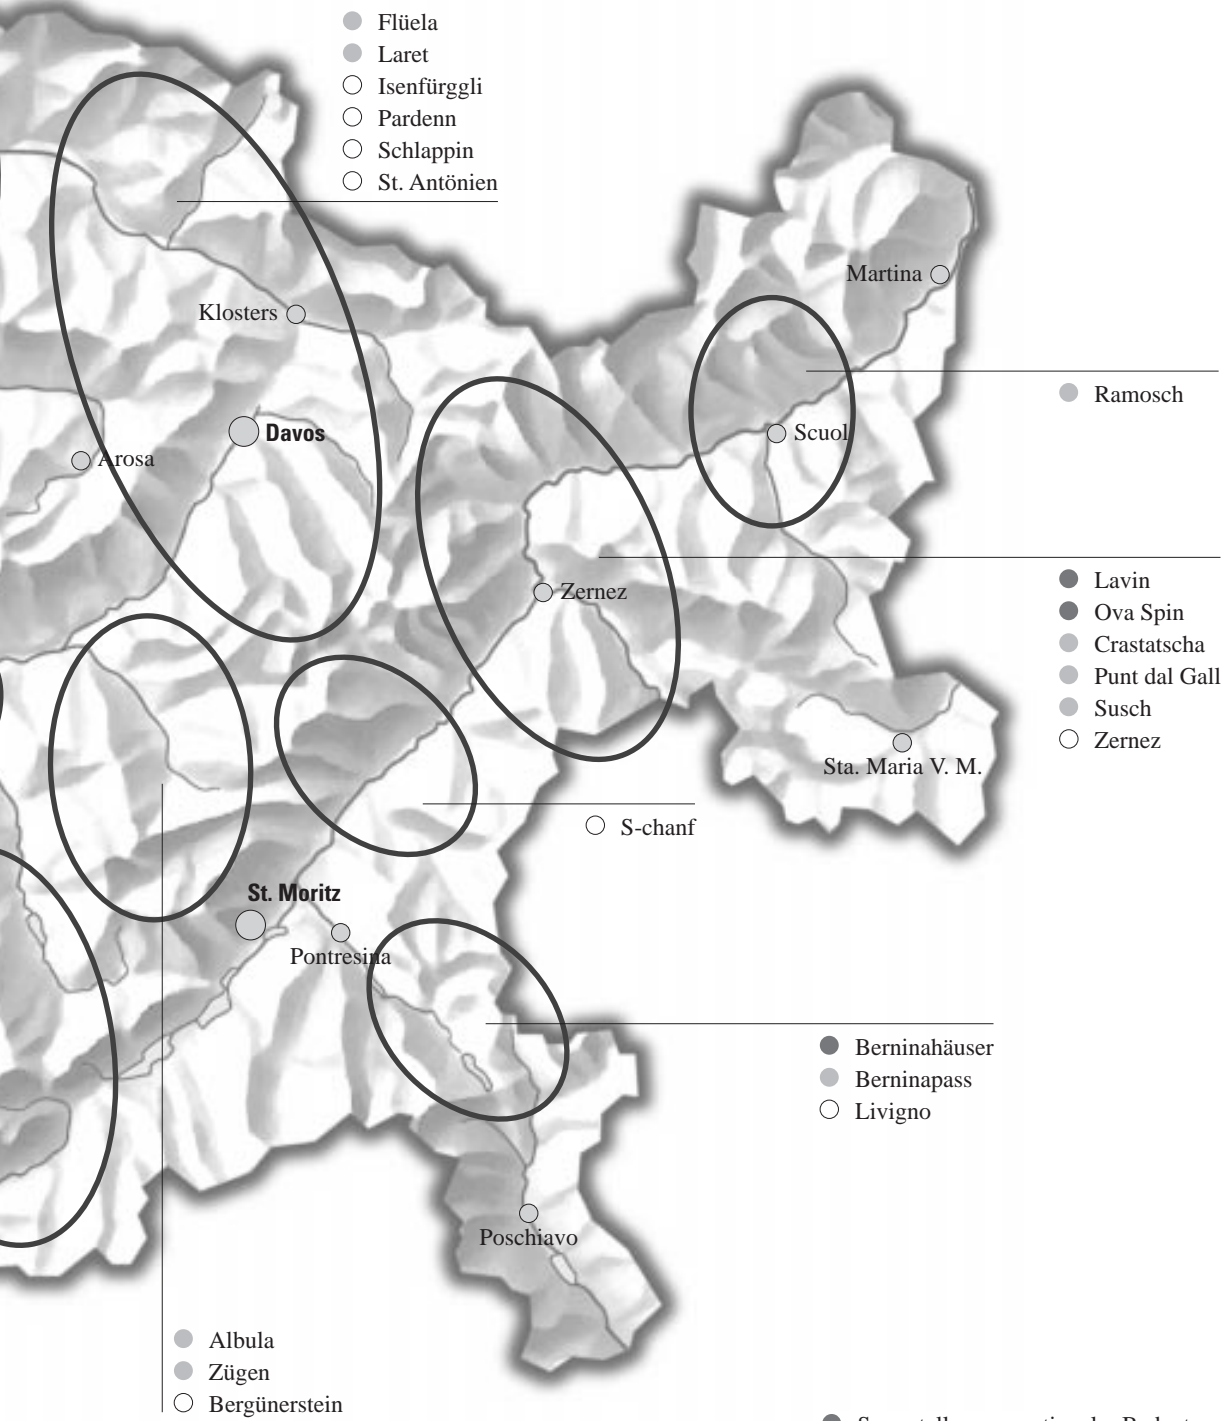 Flüela
Laret
Isenfürggli
Pardenn
Schlappin
St. Antönien
Martina
Klosters
Ramosch
Davos
Scuol
Arosa
Lavin
Ova Spin
Zernez
Crastatscha
Punt dal Gall
Susch
Zernez
Sta. Maria V. M.
S-chanf
St. Moritz
Pontresina
Berninahäuser
Berninapass
Livigno
Poschiavo
Albula
Zügen
Bergünerstein